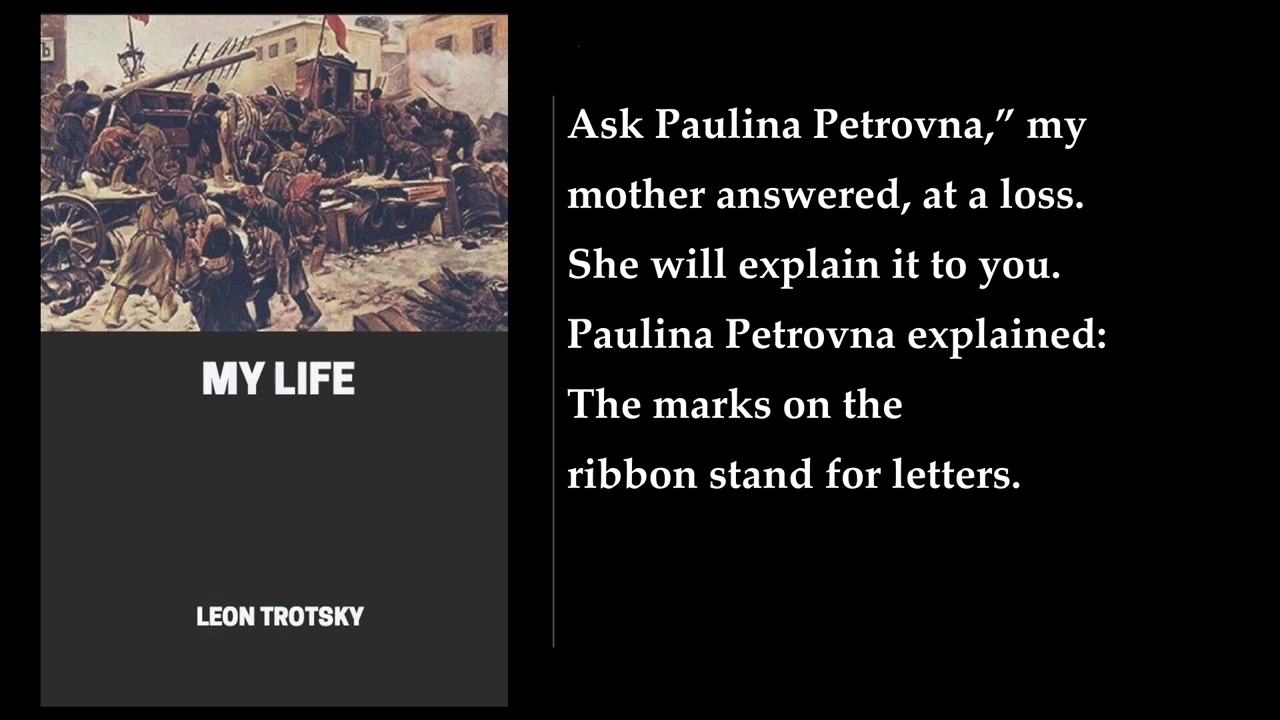 MY LIFE
LEON TROTSKY
Ask Paulina Petrovna,” my
mother answered, at a loss.
She will explain it to you.
Paulina Petrovna explained:
The marks on the
ribbon stand for letters.